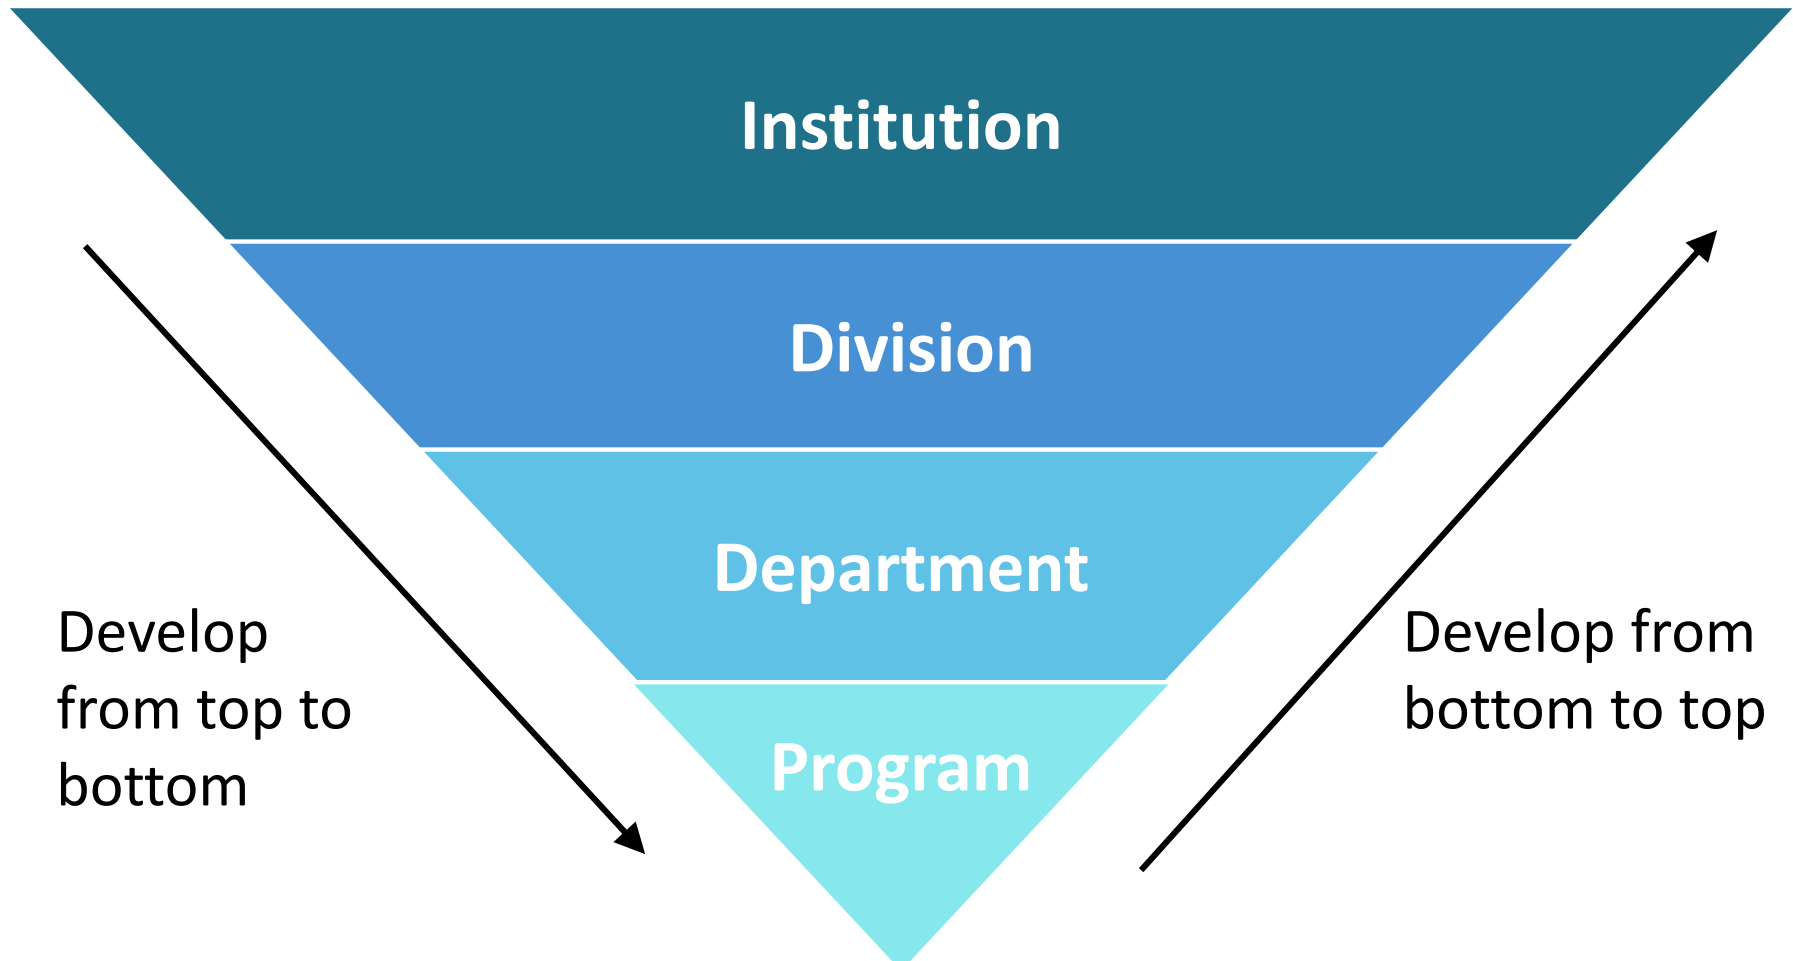 Institution
Division
Department
Program
Develop
from top to
bottom
Develop from
bottom to top